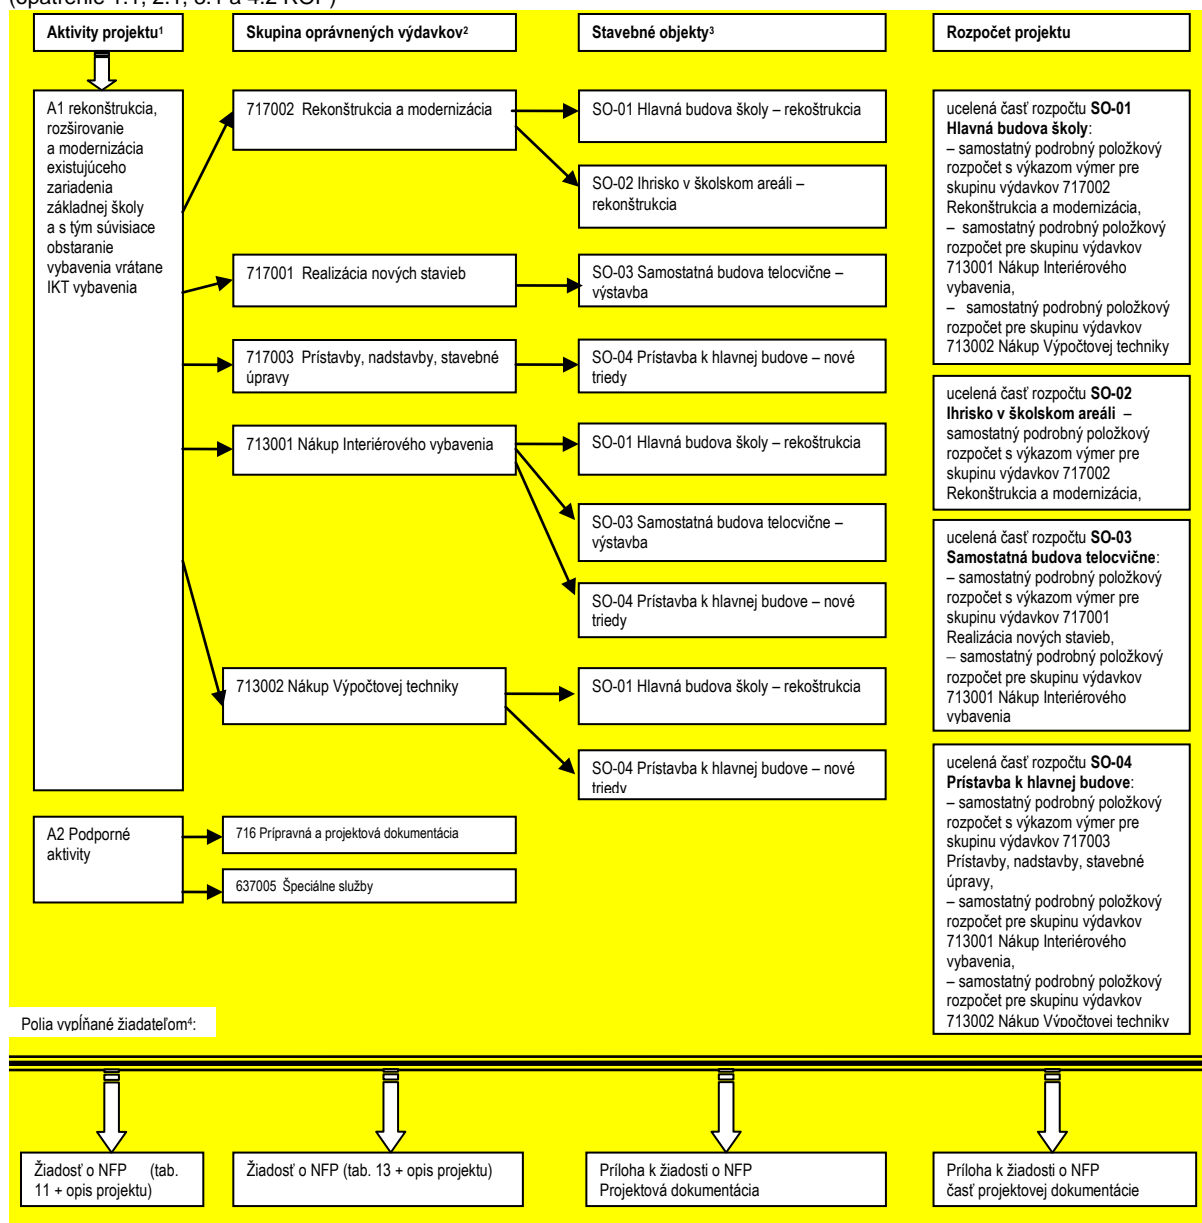 (opatrenie 1.1, 2.1, 3.1 a 4.2 ROP)
Aktivity projektu¹
Skupina oprávnených výdavkov²
Stavebné objekty³
Rozpočet projektu
A1 rekonštrukcia,
rozširovanie
a modernizácia
existujúceho
zariadenia
základnej školy
a s tým súvisiace
obstaranie
vybavenia vrátane
IKT vybavenia
717002  Rekonštrukcia a modernizácia
SO-01 Hlavná budova školy – rekoštrukcia
SO-02 Ihrisko v školskom areáli –
rekonštrukcia
717001  Realizácia nových stavieb
SO-03 Samostatná budova telocvične –
výstavba
717003  Prístavby, nadstavby, stavebné
úpravy
SO-04 Prístavba k hlavnej budove – nové
triedy
713001 Nákup Interiérového vybavenia
SO-01 Hlavná budova školy – rekoštrukcia
SO-03 Samostatná budova telocvične –
výstavba
SO-04 Prístavba k hlavnej budove – nové
triedy
713002 Nákup Výpočtovej techniky
SO-01 Hlavná budova školy – rekoštrukcia
SO-04 Prístavba k hlavnej budove – nové
triedy
A2 Podporné
aktivity
716 Prípravná a projektová dokumentácia
637005  Špeciálne služby
ucelená časť rozpočtu SO-01
Hlavná budova školy:
– samostatný podrobný položkový
rozpočet s výkazom výmer pre
skupinu výdavkov 717002
Rekonštrukcia a modernizácia,
–  samostatný podrobný položkový
rozpočet pre skupinu výdavkov
713001 Nákup Interiérového
vybavenia,
–  samostatný podrobný položkový
rozpočet pre skupinu výdavkov
713002 Nákup Výpočtovej techniky
ucelená časť rozpočtu SO-02
Ihrisko v školskom areáli –
samostatný podrobný položkový
rozpočet s výkazom výmer pre
skupinu výdavkov 717002
Rekonštrukcia a modernizácia,
ucelená časť rozpočtu SO-03
Samostatná budova telocvične:
– samostatný podrobný položkový
rozpočet s výkazom výmer pre
skupinu výdavkov 717001
Realizácia nových stavieb,
– samostatný podrobný položkový
rozpočet pre skupinu výdavkov
713001 Nákup Interiérového
vybavenia
ucelená časť rozpočtu SO-04
Prístavba k hlavnej budove:
– samostatný podrobný položkový
rozpočet s výkazom výmer pre
skupinu výdavkov 717003
Prístavby, nadstavby, stavebné
úpravy,
– samostatný podrobný položkový
rozpočet pre skupinu výdavkov
713001 Nákup Interiérového
vybavenia,
– samostatný podrobný položkový
rozpočet pre skupinu výdavkov
713002 Nákup Výpočtovej techniky
Polia vypĺňané žiadateľom⁴:
Žiadosť o NFP (tab.
11 + opis projektu)
Žiadosť o NFP (tab. 13 + opis projektu)
Príloha k žiadosti o NFP
Projektová dokumentácia
Príloha k žiadosti o NFP
časť projektovej dokumentácie